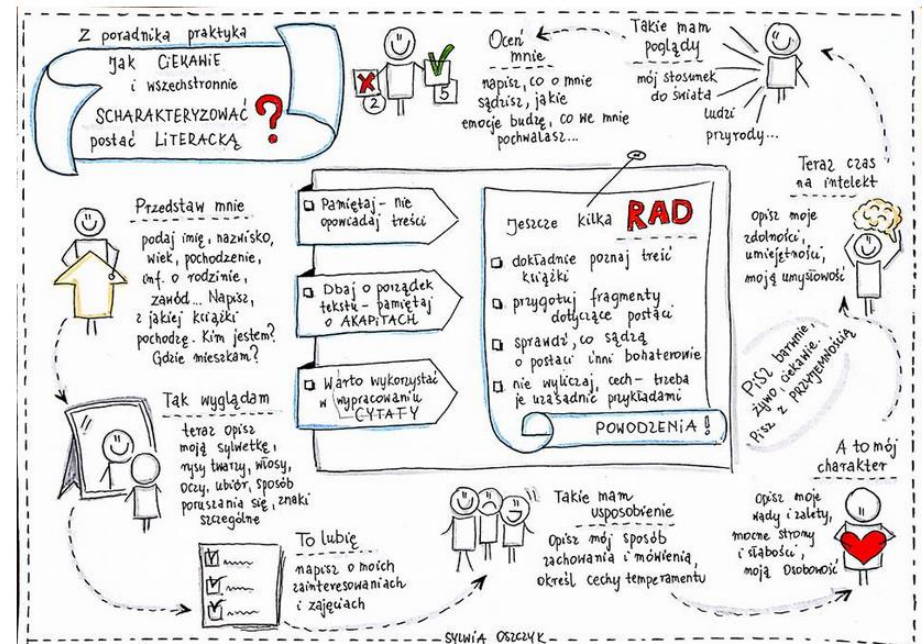 Z poradnika praktyka
Jak CIEKAWIE
i wszechstronnie
SCHARAKTERYZOWAĆ
postać LITERACKĄ
?
Przedstaw mnie
podaj imię, nazwisko,
wiek, pochodzenie,
inf. o rodzinie,
zawód... Napisz,
z jakiej książki
pochodzę. Kim jestem?
Gdzie mieszkam?
Tak wyglądam
teraz opisz
moją sylwetkę,
rysy twarzy, włosy,
oczy, ubiór, sposób
poruszania się, znaki
szczególne
To lubię
napisz o moich
zainteresowaniach
i zajęciach
Takie mam
usposobienie
Opisz mój sposób
zachowania i mówienia,
określ cechy temperamentu
A to mój
charakter
Opisz moje
wady i zalety,
mocne strony
i słabości,
moją osobowość
Pisz barwnie,
żywo, ciekawie.
Pisz z PRZYJEMNOŚCIĄ
Teraz czas
na intelekt
opisz moje
zdolności,
umiejętności,
moją umysłowość
Takie mam
poglądy
mój stosunek
do świata
ludzi
przyrody...
Oceń
mnie
napisz, co o mnie
sądzisz, jakie
emocje budzę, co we mnie
pochwalasz...
2
5
Pamiętaj - nie
opowiadaj treści
Dbaj o porządek
tekstu - pamiętaj
o AKAPITACH
Warto wykorzystać
w wypracowaniu
CYTATY
Jeszcze kilka RAD
dokładnie poznaj treść
książki
przygotuj fragmenty
dotyczące postaci
sprawdź, co sądzą
o postaci inni bohaterowie
nie wyliczaj, cech - trzeba
je uzasadnić przykładami
POWODZENIA!
SYLWIA OSZCZYK